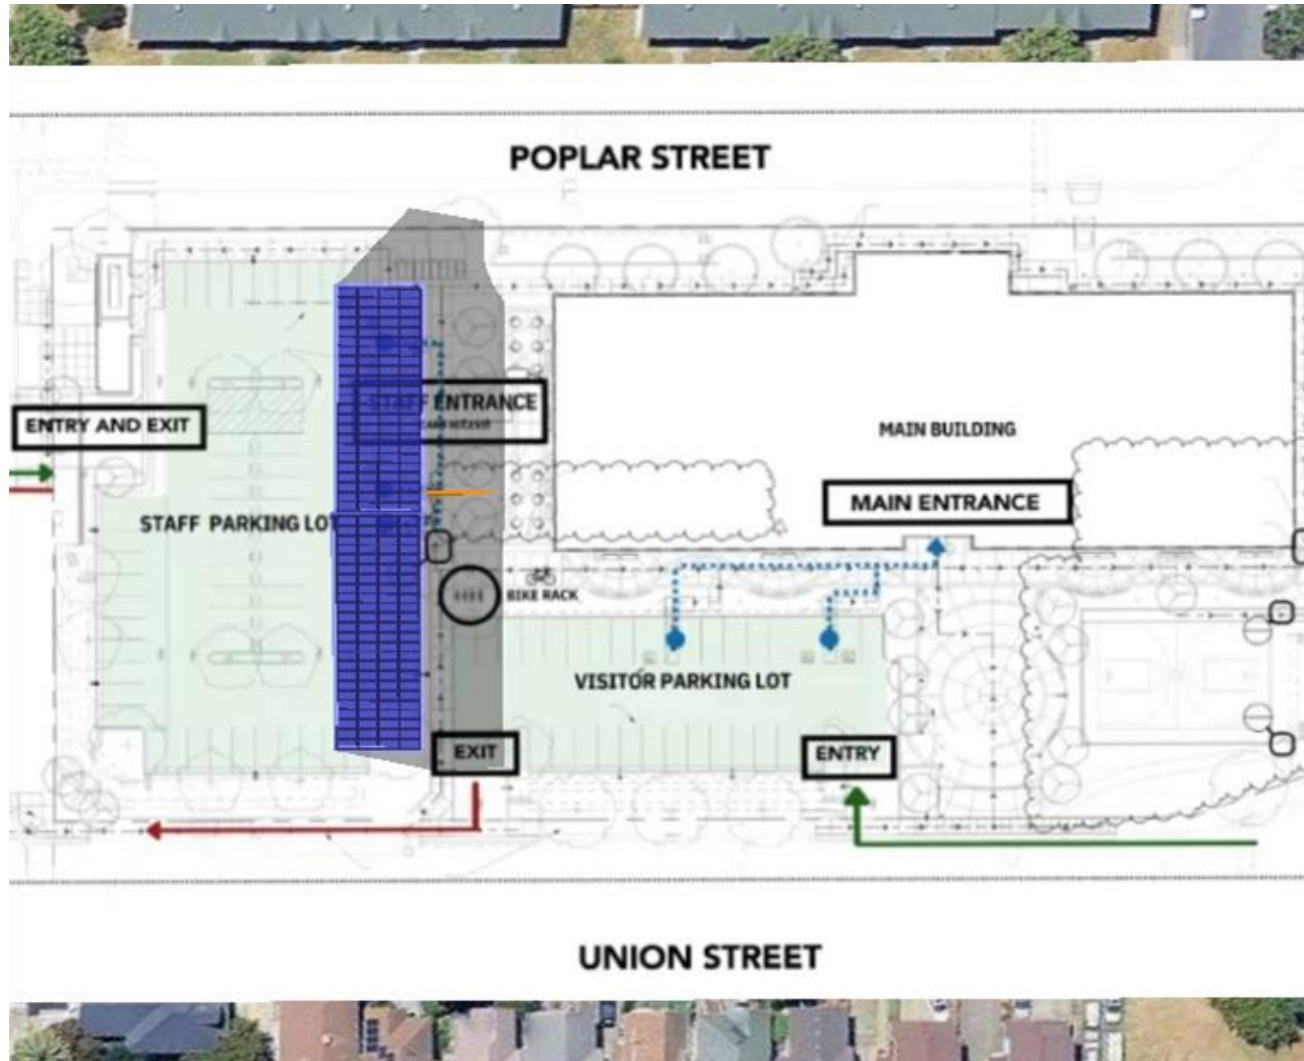 POPLAR STREET
ENTRY AND EXIT
STAFF ENTRANCE
MAIN BUILDING
MAIN ENTRANCE
STAFF PARKING LOT
BIKE RACK
VISITOR PARKING LOT
EXIT
ENTRY
UNION STREET